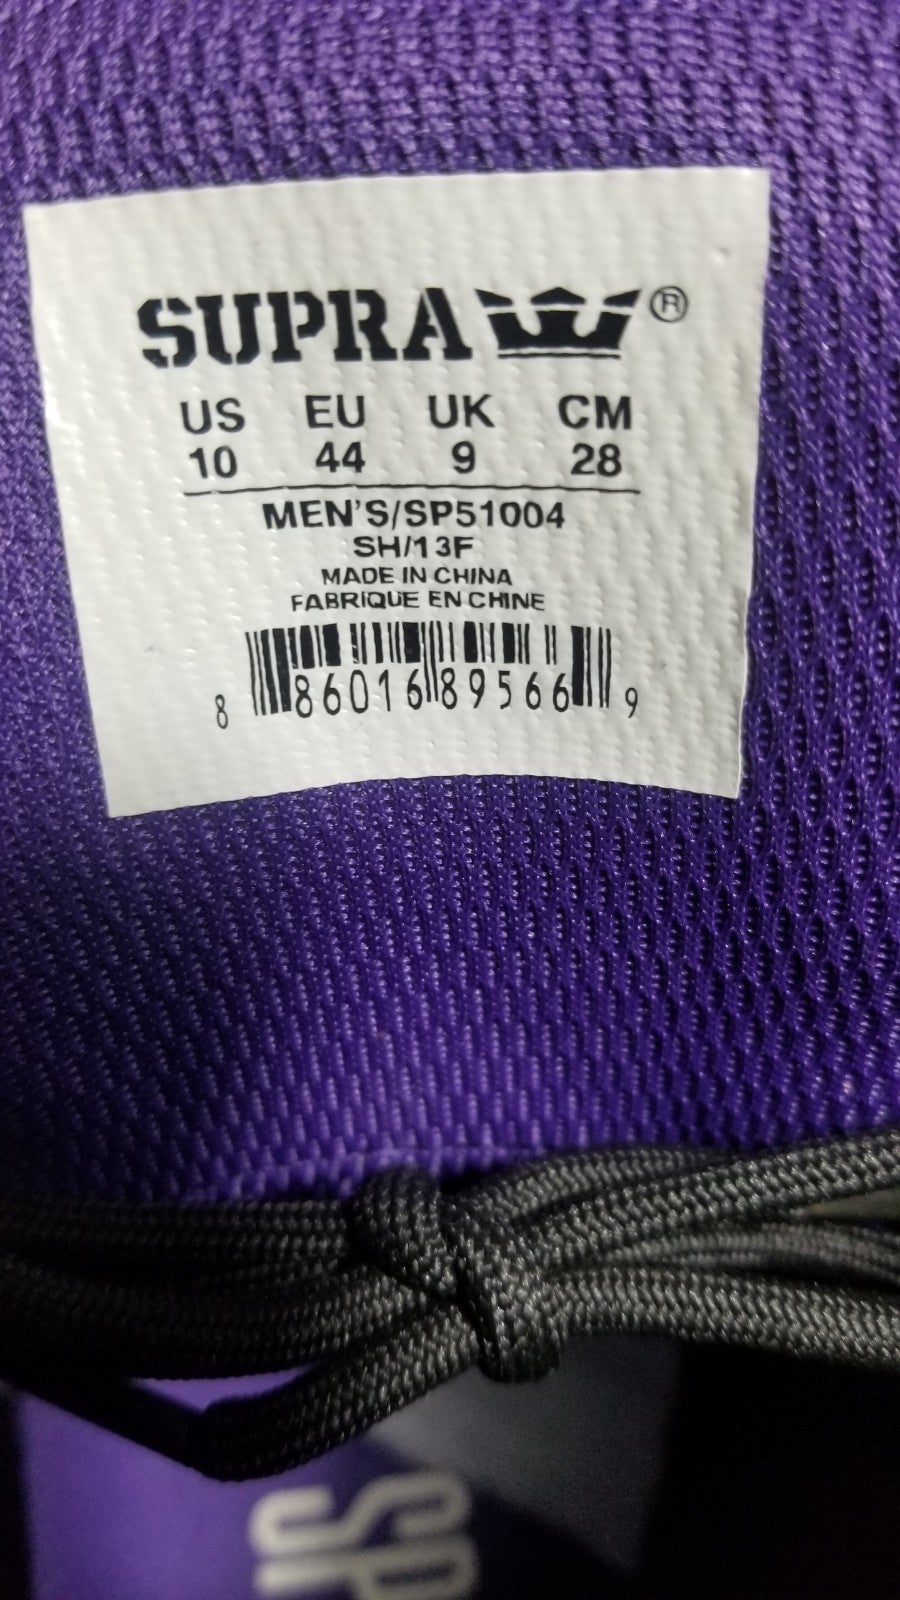 SUPRA ®
US EU UK CM
10 44 9 28
MEN'S/SP51004
SH/13F
MADE IN CHINA
FABRIQUE EN CHINE
8 86016 89566 9
SP